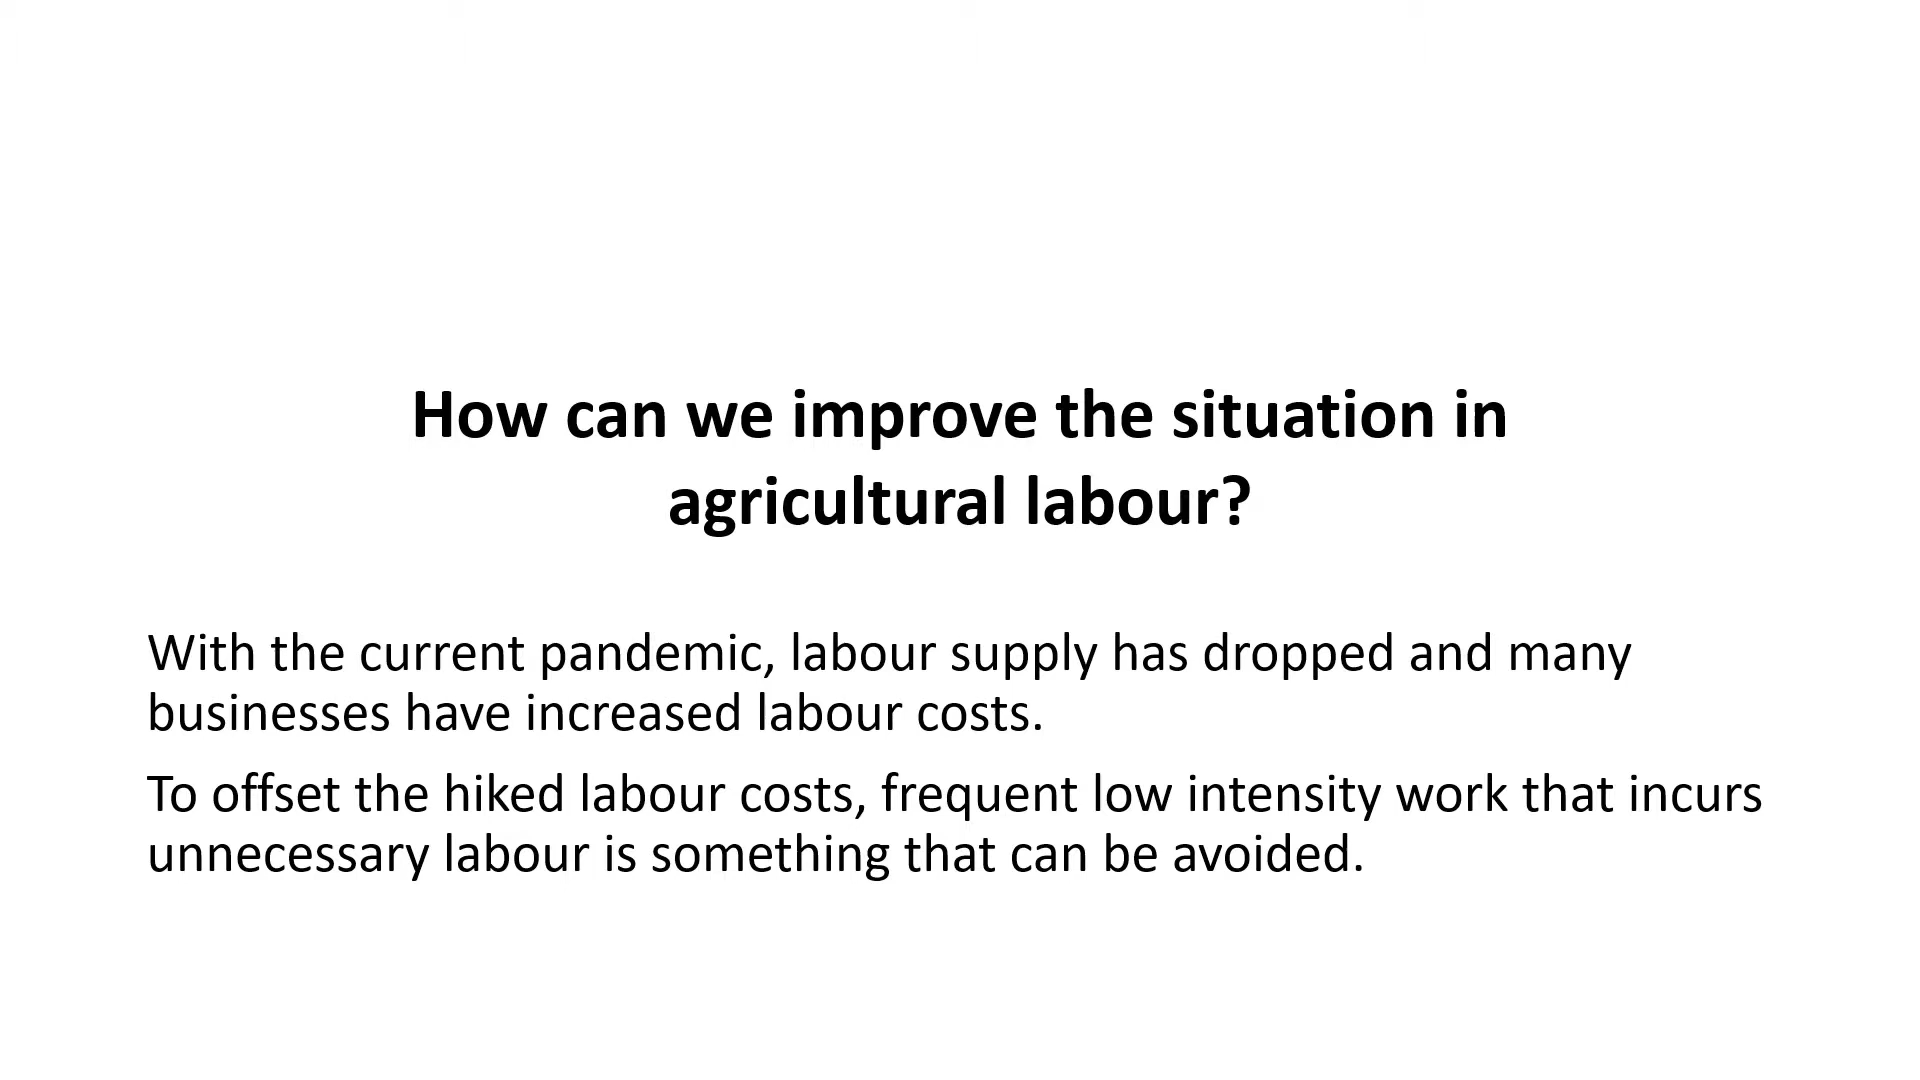 How can we improve the situation in
agricultural labour?
With the current pandemic, labour supply has dropped and many
businesses have increased labour costs.
To offset the hiked labour costs, frequent low intensity work that incurs
unnecessary labour is something that can be avoided.